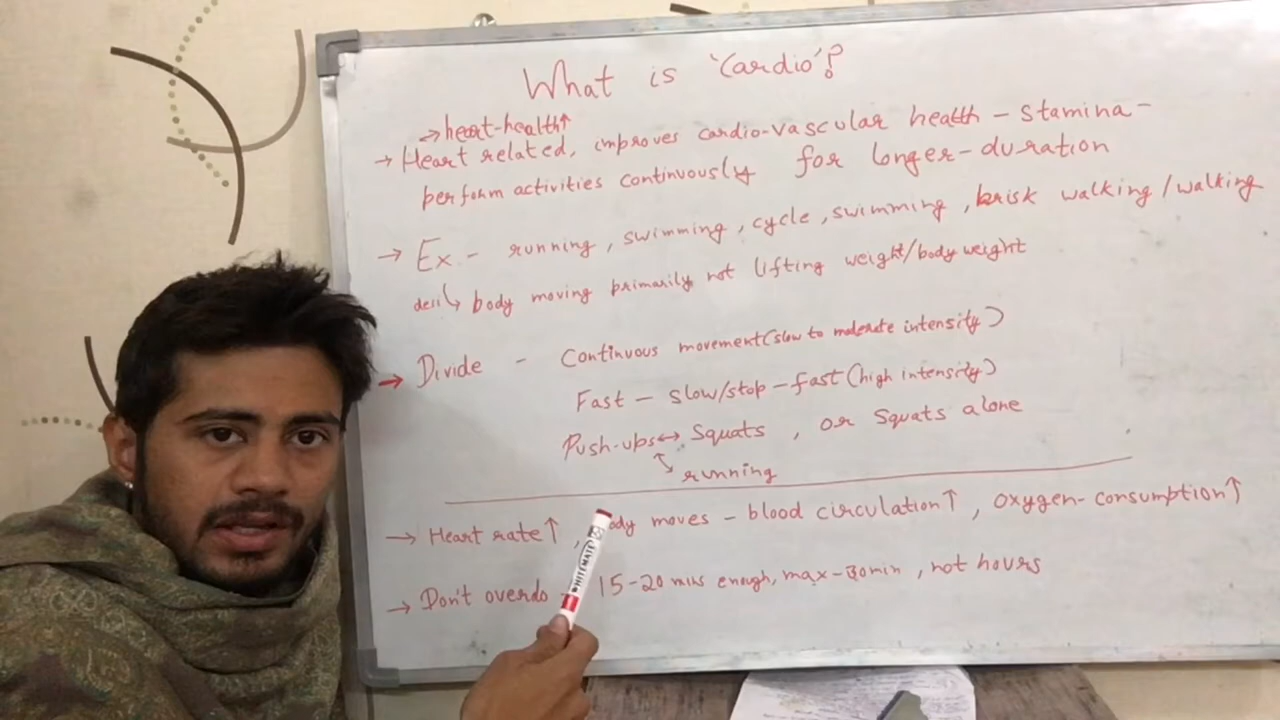 What is 'Cardio'?
→ heart-health↑
→ Heart related, improves cardio-vascular health - stamina -
perform activities continuously for longer-duration
→ Ex - running, swimming, cycle, swimming, brisk walking/walking
desi↳ body moving primarily not lifting weight/body weight
→ Divide - Continuous movement (slow to moderate intensity)
Fast - slow/stop - fast (high intensity)
Push-ups ↔ Squats, or Squats alone
running
→ Heart rate ↑, body moves - blood circulation ↑, oxygen-consumption ↑
→ Don't overdo - 15-20 mins enough, max-30min, not hours
WHITEMATE